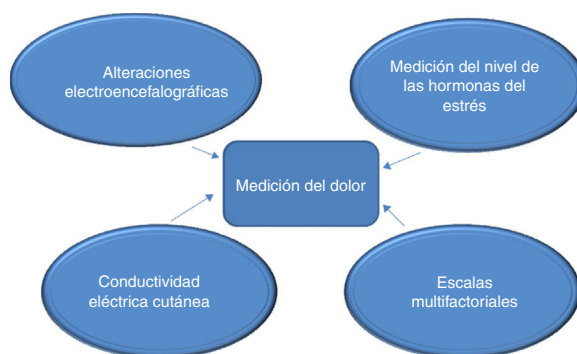 Alteraciones
electroencefalográficas
Medición del nivel de
las hormonas del
estrés
Medición del dolor
Conductividad
eléctrica cutánea
Escalas
multifactoriales